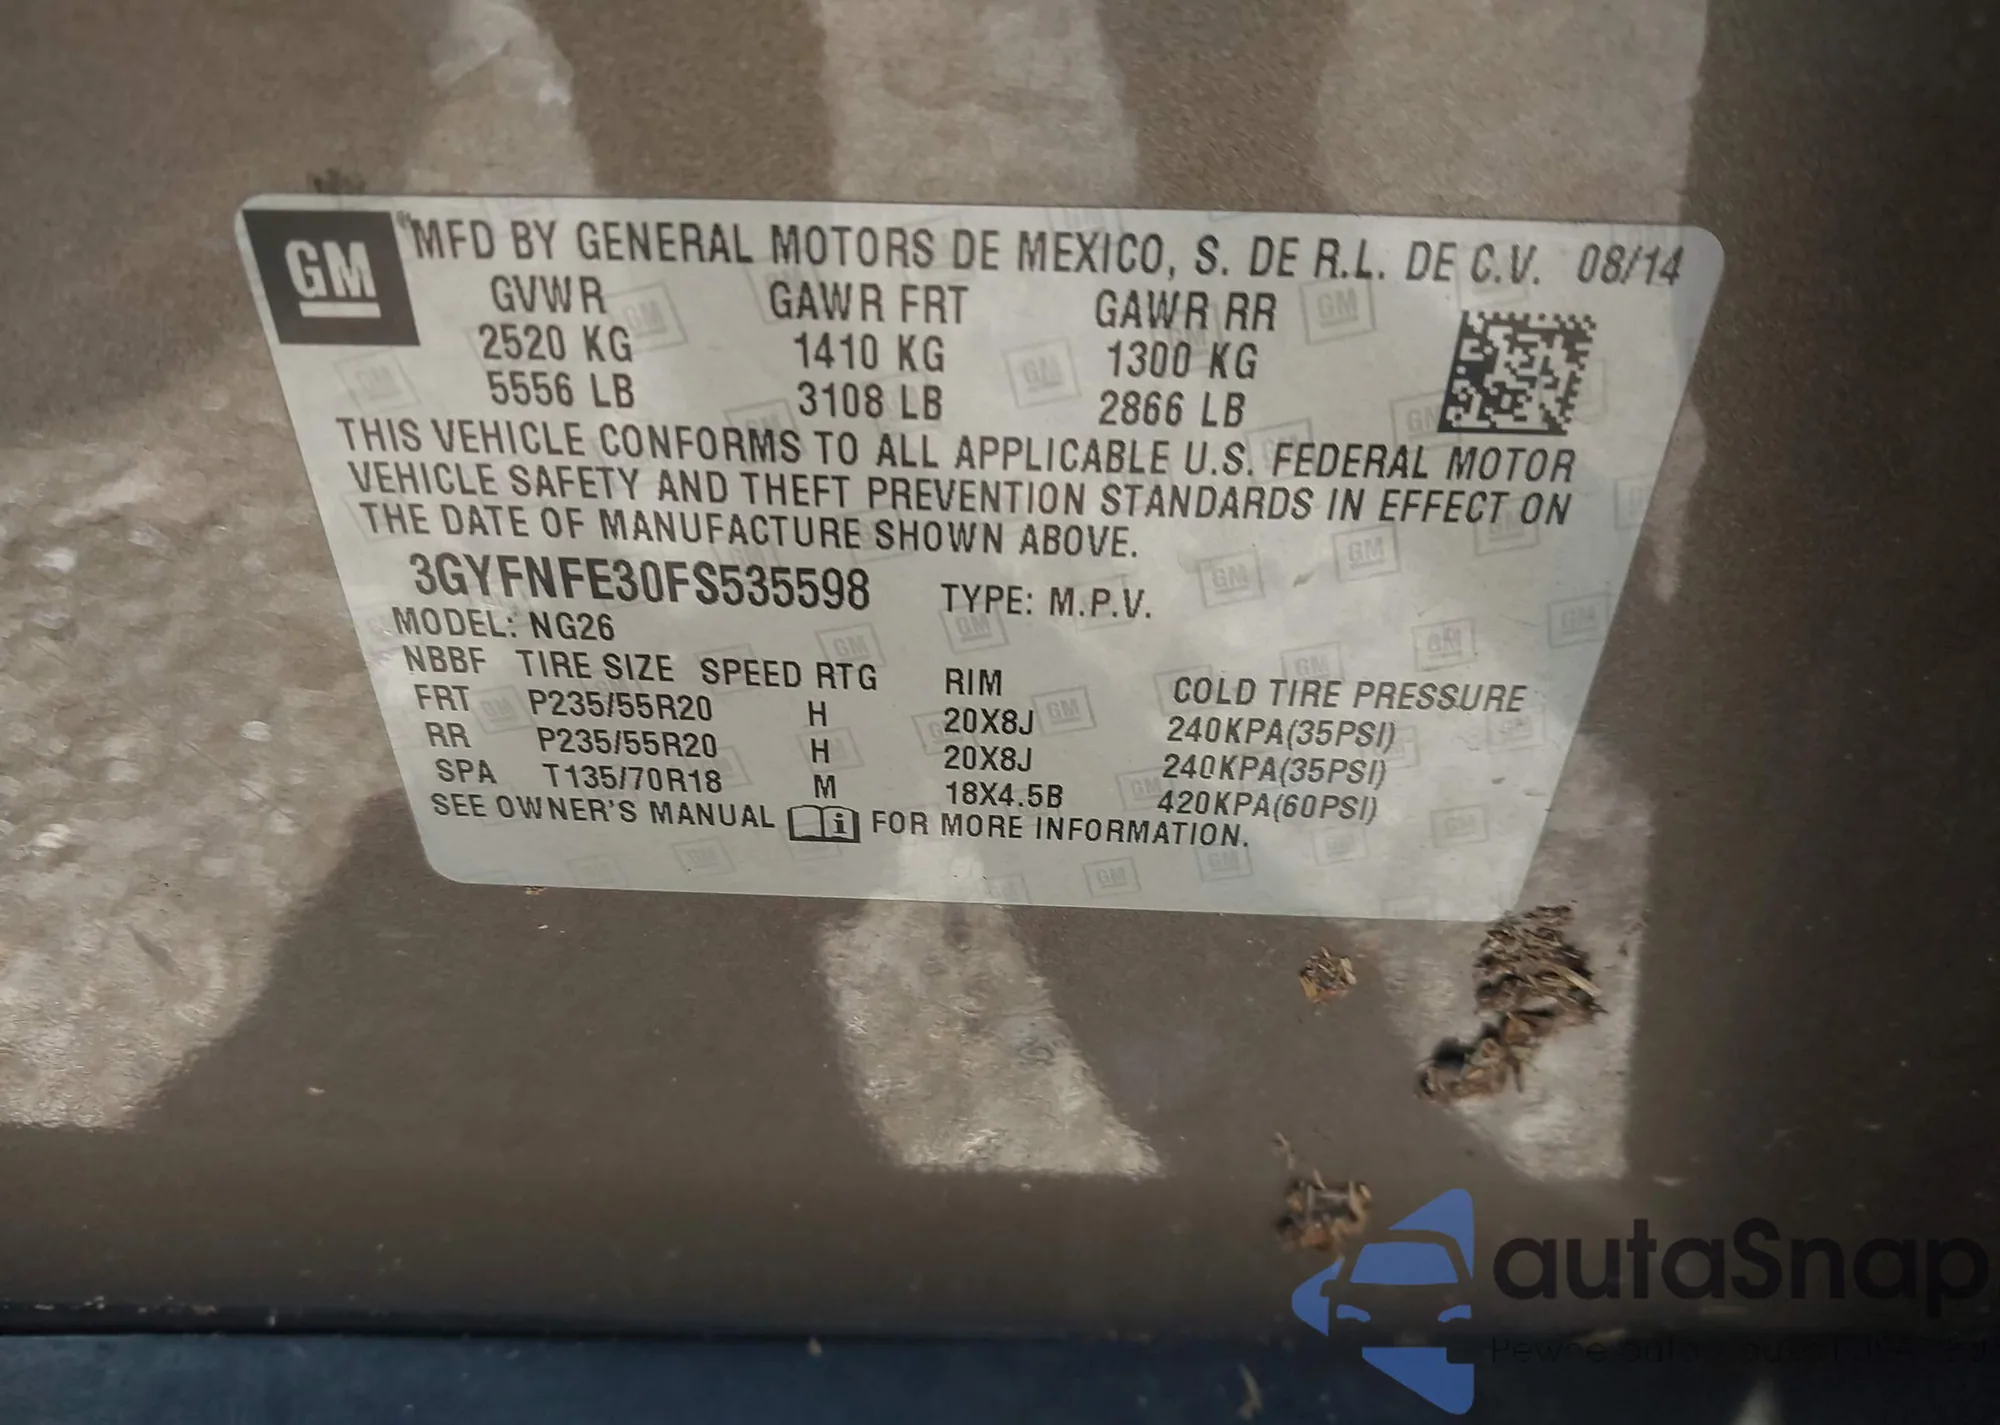 GM
MFD BY GENERAL MOTORS DE MEXICO, S. DE R.L. DE C.V. 08/14
GVWR GAWR FRT GAWR RR
2520 KG 1410 KG 1300 KG
5556 LB 3108 LB 2866 LB
THIS VEHICLE CONFORMS TO ALL APPLICABLE U.S. FEDERAL MOTOR
VEHICLE SAFETY AND THEFT PREVENTION STANDARDS IN EFFECT ON
THE DATE OF MANUFACTURE SHOWN ABOVE.
3GYFNFE30FS535598 TYPE: M.P.V.
MODEL: NG26
NBBF TIRE SIZE SPEED RTG RIM COLD TIRE PRESSURE
FRT P235/55R20 H 20X8J 240KPA(35PSI)
RR P235/55R20 H 20X8J 240KPA(35PSI)
SPA T135/70R18 M 18X4.5B 420KPA(60PSI)
SEE OWNER'S MANUAL i FOR MORE INFORMATION.
autaSnap